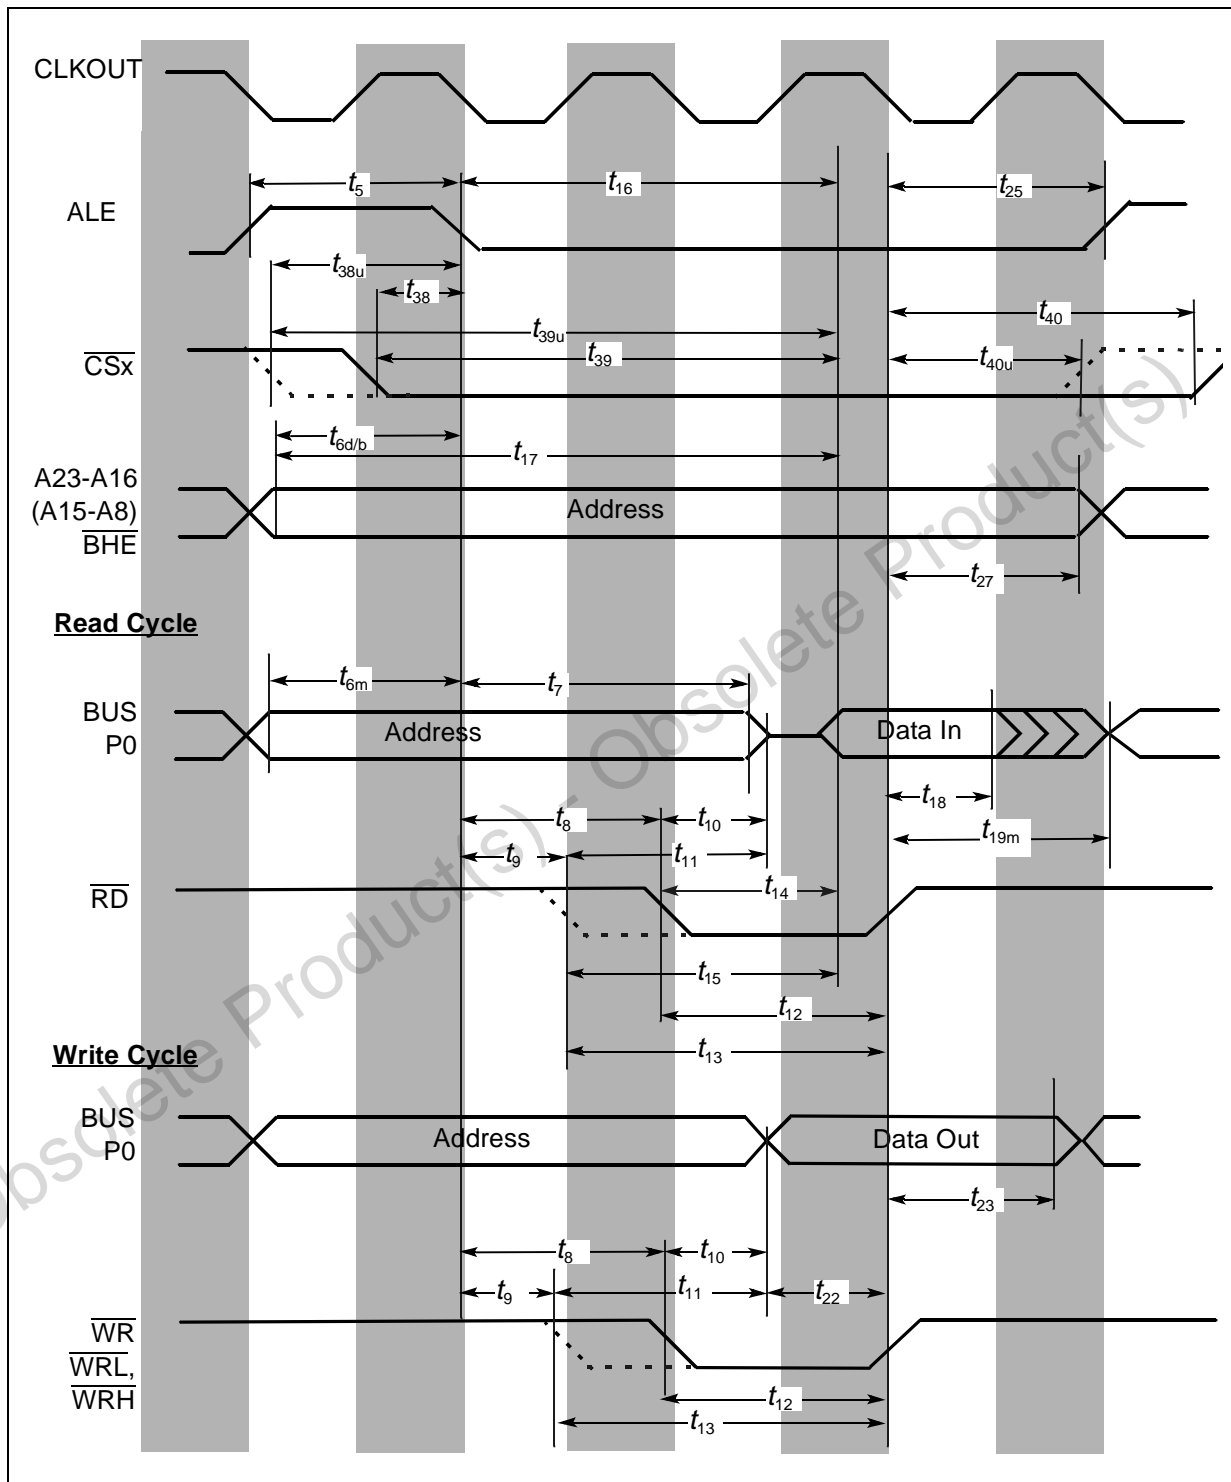 CLKOUT
t5
t16
t25
ALE
t38u
t38
t40
t39u
CSx
t39
t40u
t6d/b
t17
A23-A16
(A15-A8)
BHE
Address
t27
Read Cycle
t6m
t7
BUS
P0
Address
Data In
t18
t8
t10
t19m
t9
t11
RD
t14
t15
t12
Write Cycle
t13
BUS
P0
Address
Data Out
t23
t8
t10
t9
t11
t22
WR
WRL,
WRH
t12
t13
Obsolete Product(s) - Obsolete Product(s)